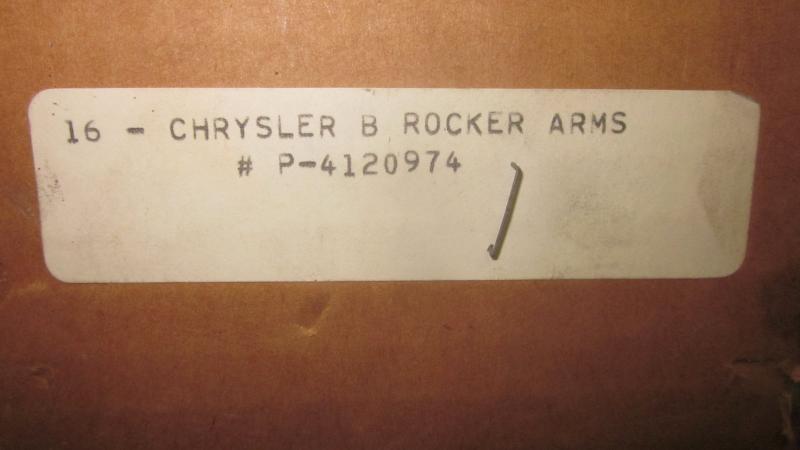 16 - CHRYSLER B ROCKER ARMS
# P-4120974